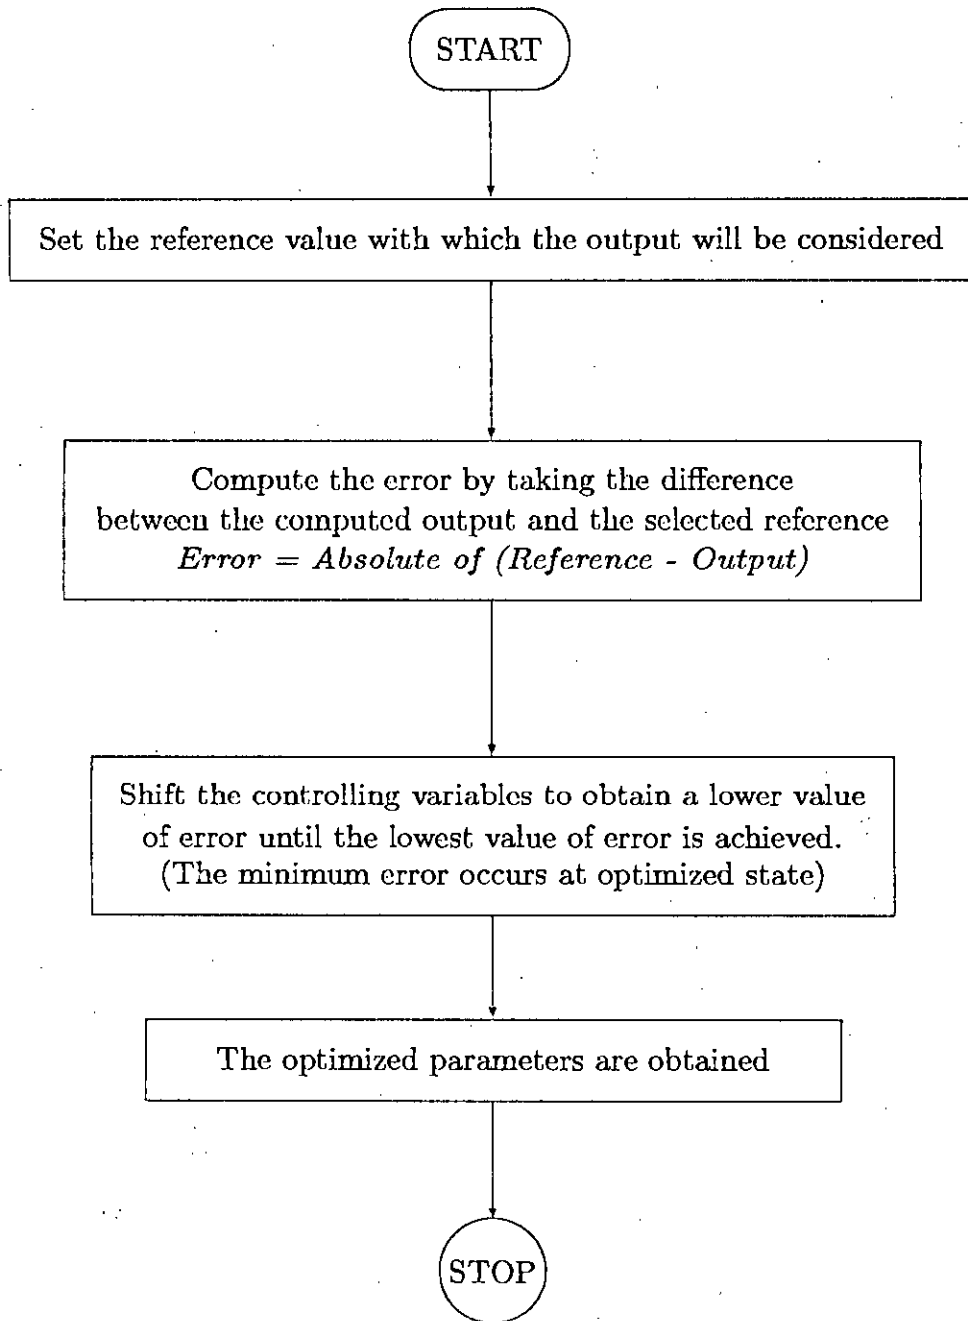 START
Set the reference value with which the output will be considered
Compute the error by taking the difference
between the computed output and the selected reference
Error = Absolute of (Reference - Output)
Shift the controlling variables to obtain a lower value
of error until the lowest value of error is achieved.
(The minimum error occurs at optimized state)
The optimized parameters are obtained
STOP